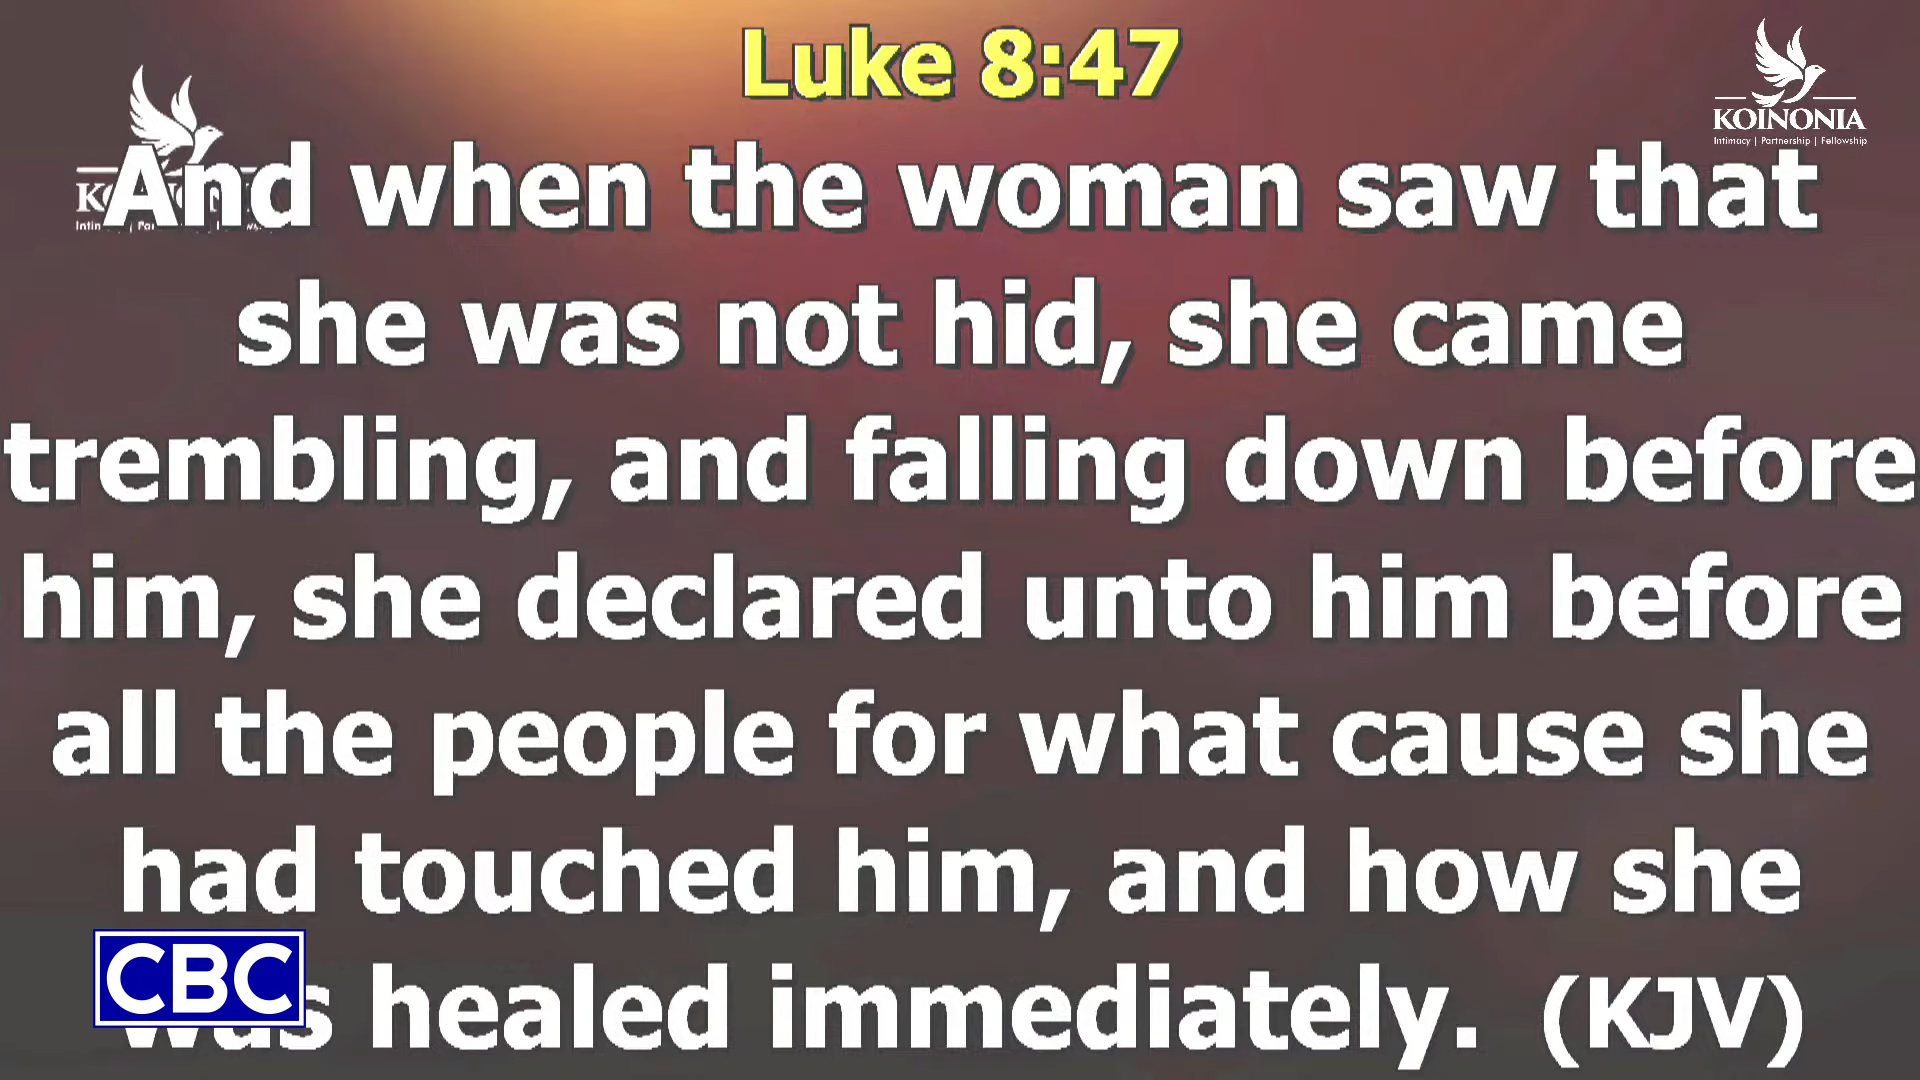 Luke 8:47
KOINONIA
Intimacy | Partnership | Fellowship
And when the woman saw that
she was not hid, she came
trembling, and falling down before
him, she declared unto him before
all the people for what cause she
had touched him, and how she
was healed immediately. (KJV)
CBC